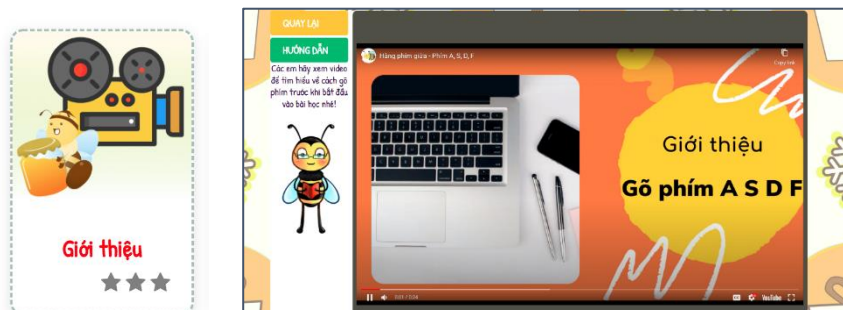 Giới thiệu
QUAY LẠI
HƯỚNG DẪN
Các em hãy xem video
để tìm hiểu về cách gõ
phím trước khi bắt đầu
vào bài học nhé!
Hàng phím giữa - Phím A, S, D, F
Copy link
Giới thiệu
Gõ phím A S D F
YouTube